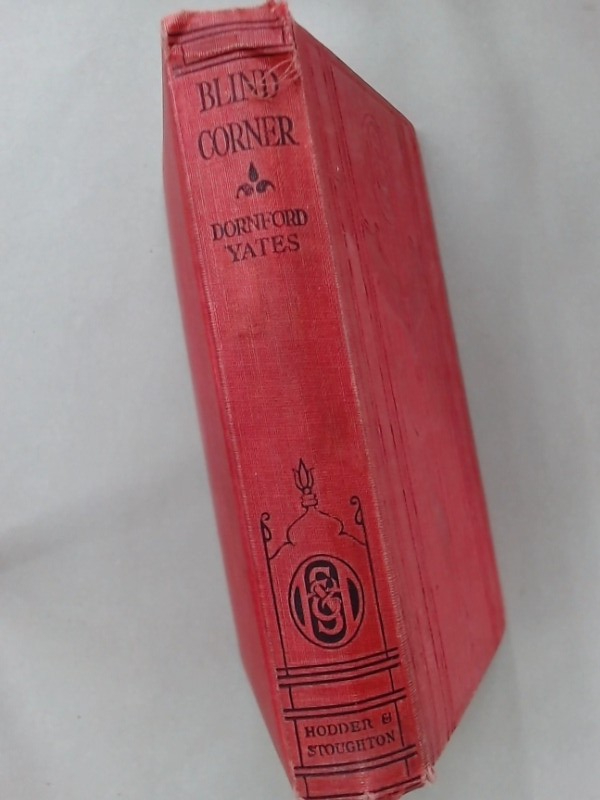 BLIND
CORNER
DORNFORD
YATES
H&S
HODDER &
STOUGHTON